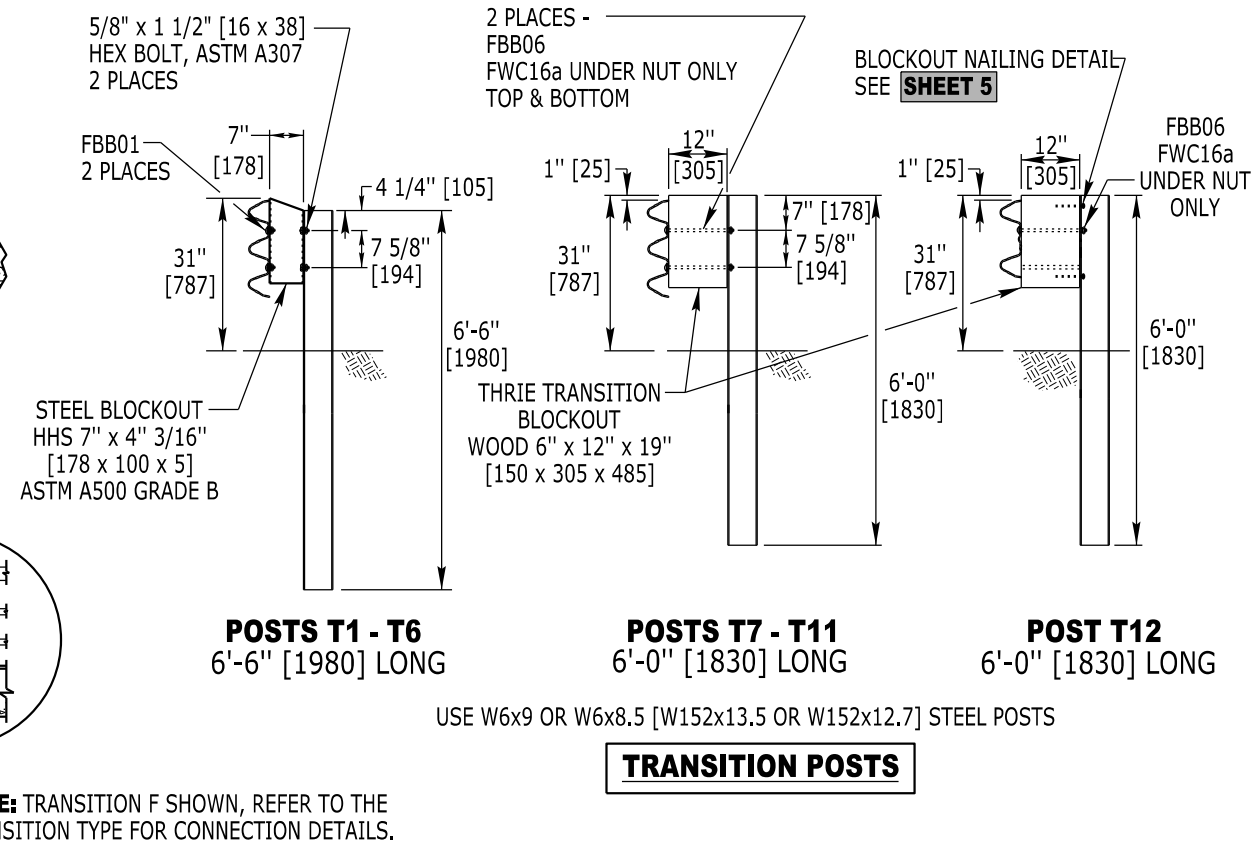 5/8" x 1 1/2" [16 x 38]
HEX BOLT, ASTM A307
2 PLACES
FBB01
2 PLACES
7"
[178]
4 1/4" [105]
7 5/8"
[194]
31"
[787]
6'-6"
[1980]
STEEL BLOCKOUT
HHS 7" x 4" 3/16"
[178 x 100 x 5]
ASTM A500 GRADE B
POSTS T1 - T6
6'-6" [1980] LONG
2 PLACES -
FBB06
FWC16a UNDER NUT ONLY
TOP & BOTTOM
12"
[305]
1" [25]
7" [178]
7 5/8"
[194]
31"
[787]
6'-0"
[1830]
THRIE TRANSITION
BLOCKOUT
WOOD 6" x 12" x 19"
[150 x 305 x 485]
POSTS T7 - T11
6'-0" [1830] LONG
BLOCKOUT NAILING DETAIL
SEE SHEET 5
12"
[305]
1" [25]
FBB06
FWC16a
UNDER NUT
ONLY
31"
[787]
6'-0"
[1830]
POST T12
6'-0" [1830] LONG
USE W6x9 OR W6x8.5 [W152x13.5 OR W152x12.7] STEEL POSTS
TRANSITION POSTS
E: TRANSITION F SHOWN, REFER TO THE
NSITION TYPE FOR CONNECTION DETAILS.